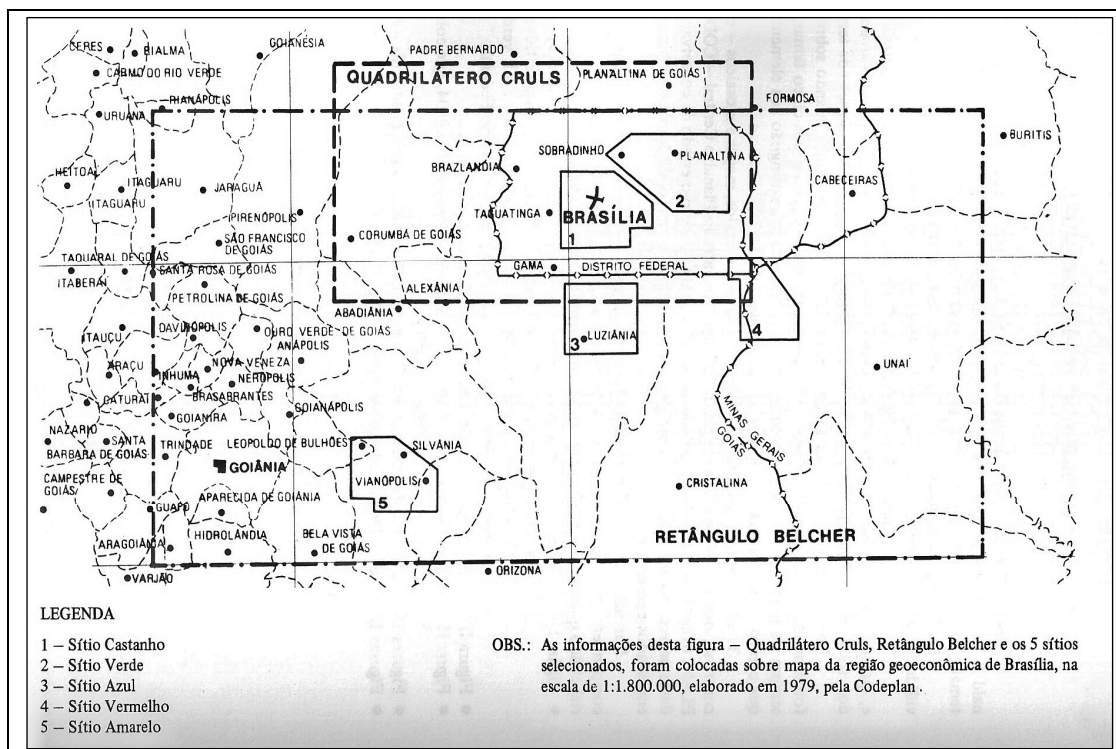 CERES
RIALMA
GOIANÉSIA
PADRE BERNARDO
CARMO DO RIO VERDE
QUADRILÁTERO CRULS
PLANALTINA DE GOIÁS
RIANÁPOLIS
FORMOSA
URUANA
BURITIS
SOBRADINHO
PLANALTINA
BRAZLANDIA
HEITORAÍ
ITAGUARU
JARAGUÁ
CABECEIRAS
ITAGUARU
2
TAGUATINGA
BRASÍLIA
PIRENÓPOLIS
1
CORUMBÁ DE GOIÁS
SÃO FRANCISCO
DE GOIÁS
TAQUARAL DE GOIÁS
GAMA
DISTRITO FEDERAL
SANTA ROSA DE GOIÁS
ITABERAÍ
PETROLINA DE GOIÁS
ALEXÂNIA
ABADIÂNIA
ITAUÇU
OURO VERDE DE GOIÁS
4
LUZIÂNIA
3
ANÁPOLIS
ARAÇU
NOVA VENEZA
UNAÍ
INHUMA
NERÓPOLIS
CATURAÍ
BRASABRANTES
MINAS GERAIS
GOIÁS
GOIANIRA
GOIANÁPOLIS
NAZARIO
SANTA
BARBARA DE GOIÁS
TRINDADE
LEOPOLDO DE BULHÕES
SILVÂNIA
GOIÂNIA
CAMPESTRE DE
GOIÁS
VIANÓPOLIS
CRISTALINA
5
APARECIDA DE GOIÂNIA
GUAPÓ
RETÂNGULO BELCHER
ARAGOIÂNIA
HIDROLÂNDIA
BELA VISTA
DE GOIÁS
VARJÃO
ORIZONA
LEGENDA
1 – Sítio Castanho
2 – Sítio Verde
3 – Sítio Azul
4 – Sítio Vermelho
5 – Sítio Amarelo
OBS.: As informações desta figura – Quadrilátero Cruls, Retângulo Belcher e os 5 sítios
selecionados, foram colocadas sobre mapa da região geoeconômica de Brasília, na
escala de 1:1.800.000, elaborado em 1979, pela Codeplan .